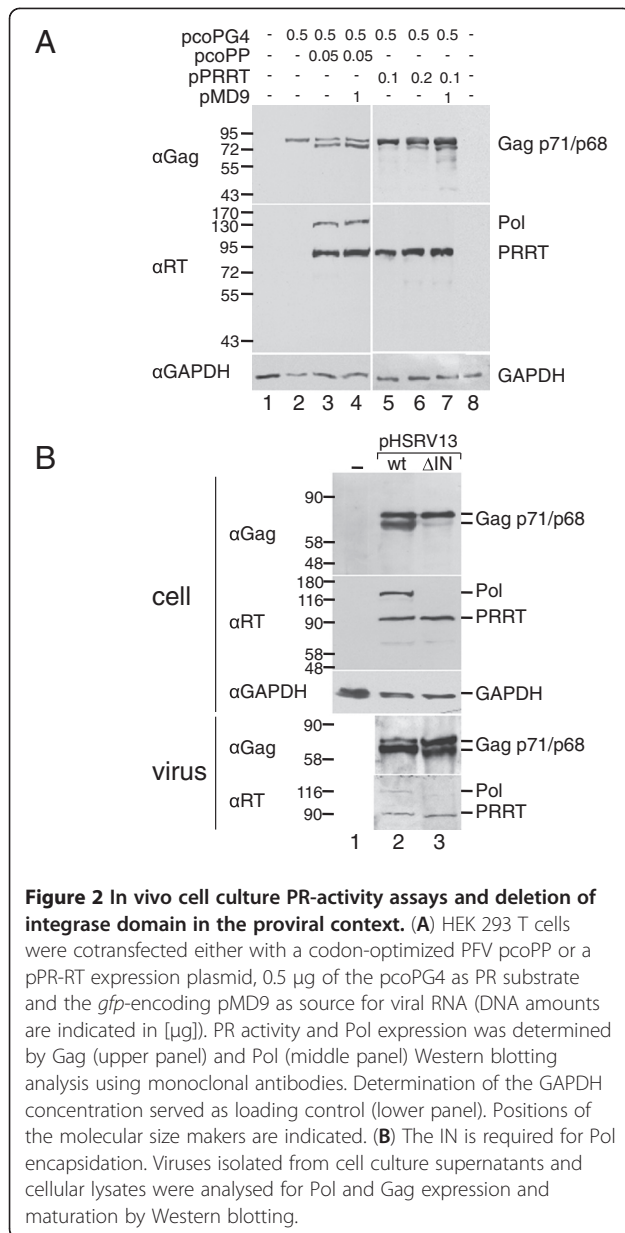 A
pcoPG4 - 0.5 0.5 0.5 0.5 0.5 0.5 -
pcoPP - - 0.05 0.05 - - - -
pPRRT - - - - 0.1 0.2 0.1 -
pMD9 - - - 1 - - 1 -
αGag
95
72
55
43
Gag p71/p68
αRT
170
130
95
72
55
43
Pol
PRRT
αGAPDH
GAPDH
1 2 3 4 5 6 7 8
B
pHSRV13
– wt ΔIN
cell
αGag
90
58
48
Gag p71/p68
αRT
180
116
90
58
48
Pol
PRRT
αGAPDH
GAPDH
virus
αGag
90
58
Gag p71/p68
αRT
116
90
Pol
PRRT
1 2 3
Figure 2 In vivo cell culture PR-activity assays and deletion of
integrase domain in the proviral context. (A) HEK 293 T cells
were cotransfected either with a codon-optimized PFV pcoPP or a
pPR-RT expression plasmid, 0.5 μg of the pcoPG4 as PR substrate
and the gfp-encoding pMD9 as source for viral RNA (DNA amounts
are indicated in [μg]). PR activity and Pol expression was determined
by Gag (upper panel) and Pol (middle panel) Western blotting
analysis using monoclonal antibodies. Determination of the GAPDH
concentration served as loading control (lower panel). Positions of
the molecular size makers are indicated. (B) The IN is required for Pol
encapsidation. Viruses isolated from cell culture supernatants and
cellular lysates were analysed for Pol and Gag expression and
maturation by Western blotting.